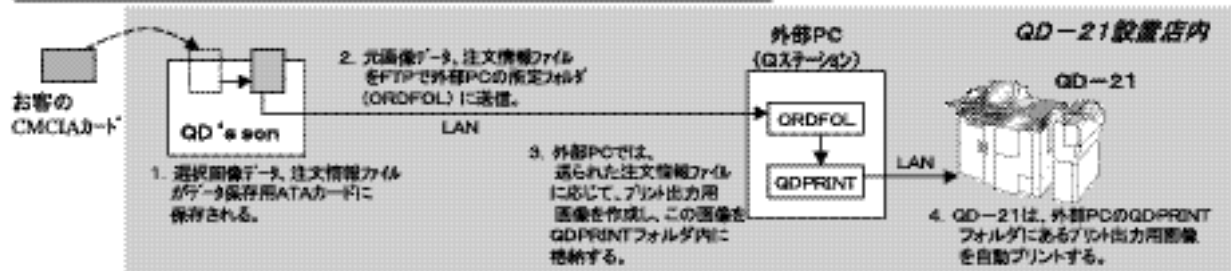 QD-21設置店内
お客の
CMCIAカード
QD's son
1. 選択画像データ、注文情報ファイル
がデータ保存用ATAカードに
保存される。
2. 元画像データ、注文情報ファイル
をFTPで外部PCの指定フォルダ
(ORDFOL)に送信。
LAN
3. 外部PCでは、
送られた注文情報ファイル
に応じて、プリント出力用
画像を作成し、この画像を
QDPRINTフォルダ内に
格納する。
外部PC
(Qステーション)
ORDFOL
QDPRINT
LAN
QD-21
4. QD-21は、外部PCのQDPRINT
フォルダにあるプリント出力用画像
を自動プリントする。